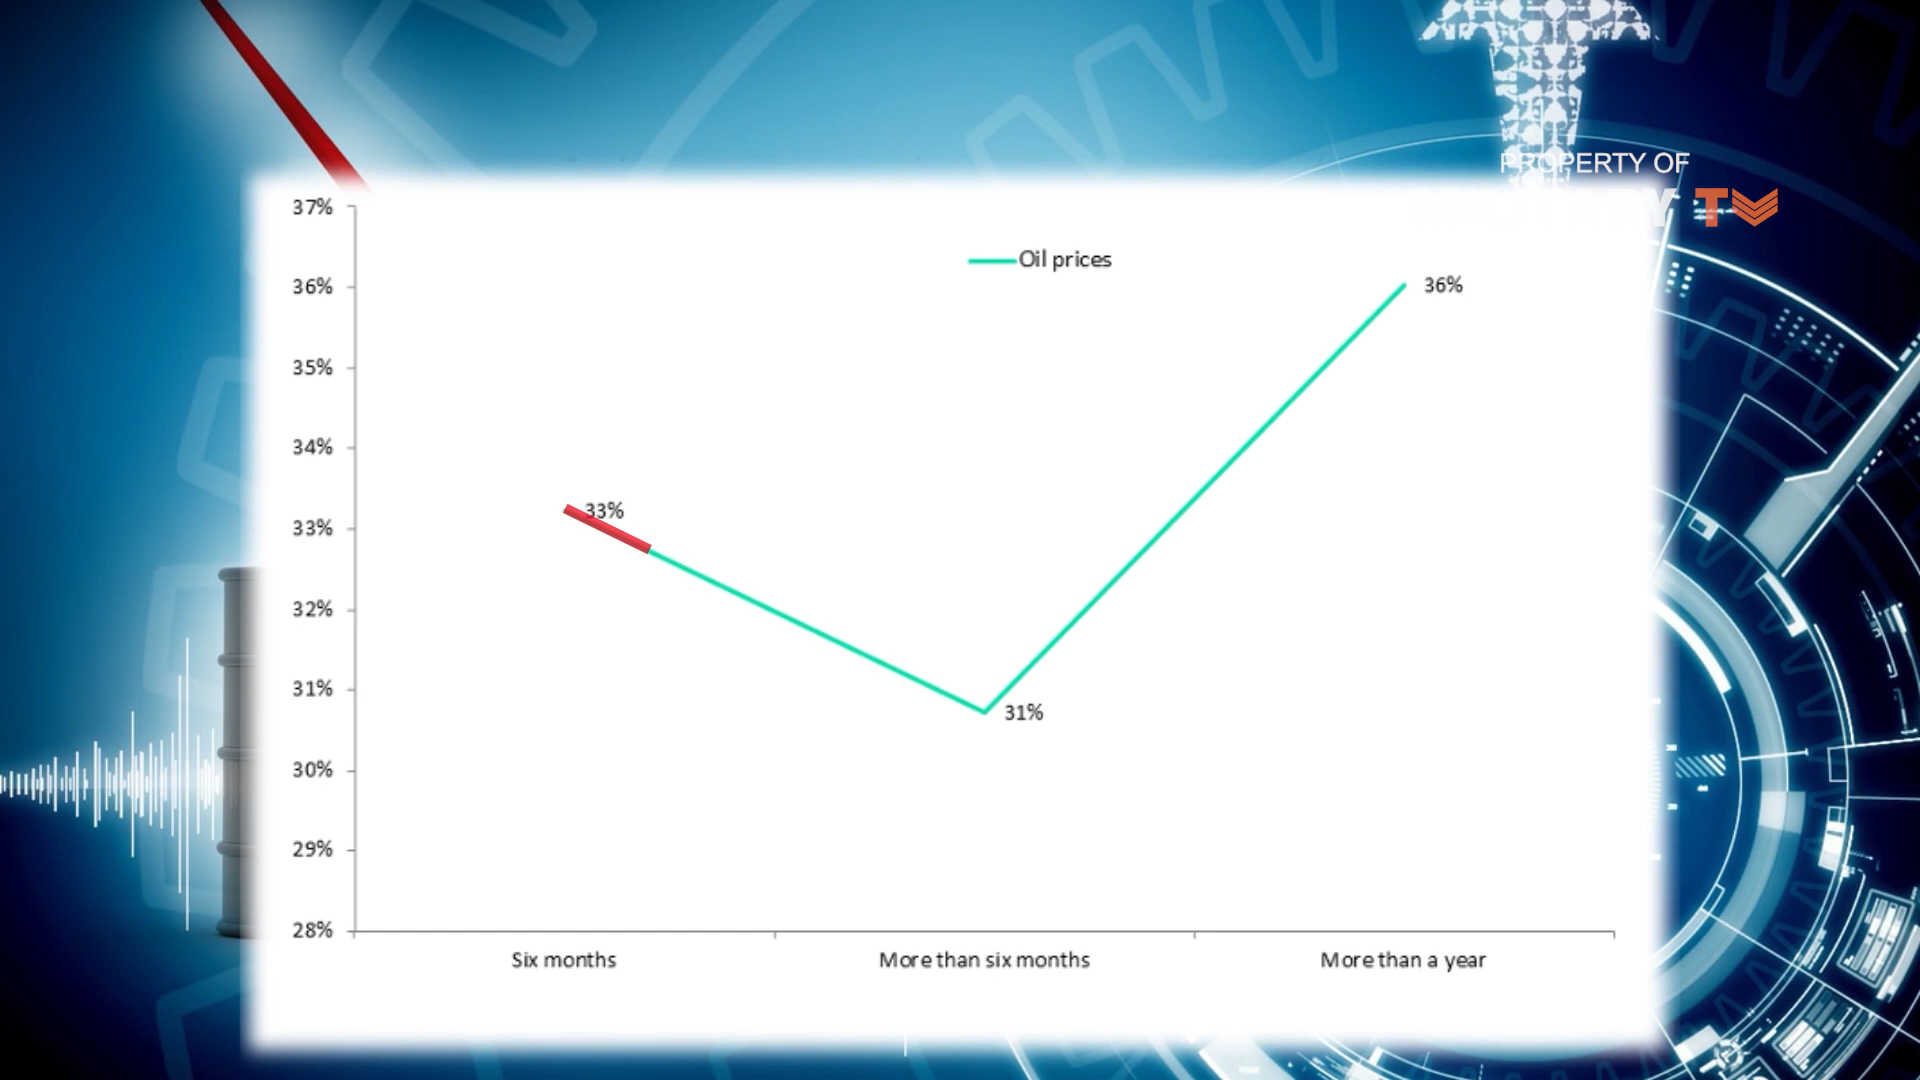 PROPERTY OF
TV
37%
Oil prices
36%
36%
35%
34%
33%
33%
32%
31%
31%
30%
29%
28%
Six months
More than six months
More than a year